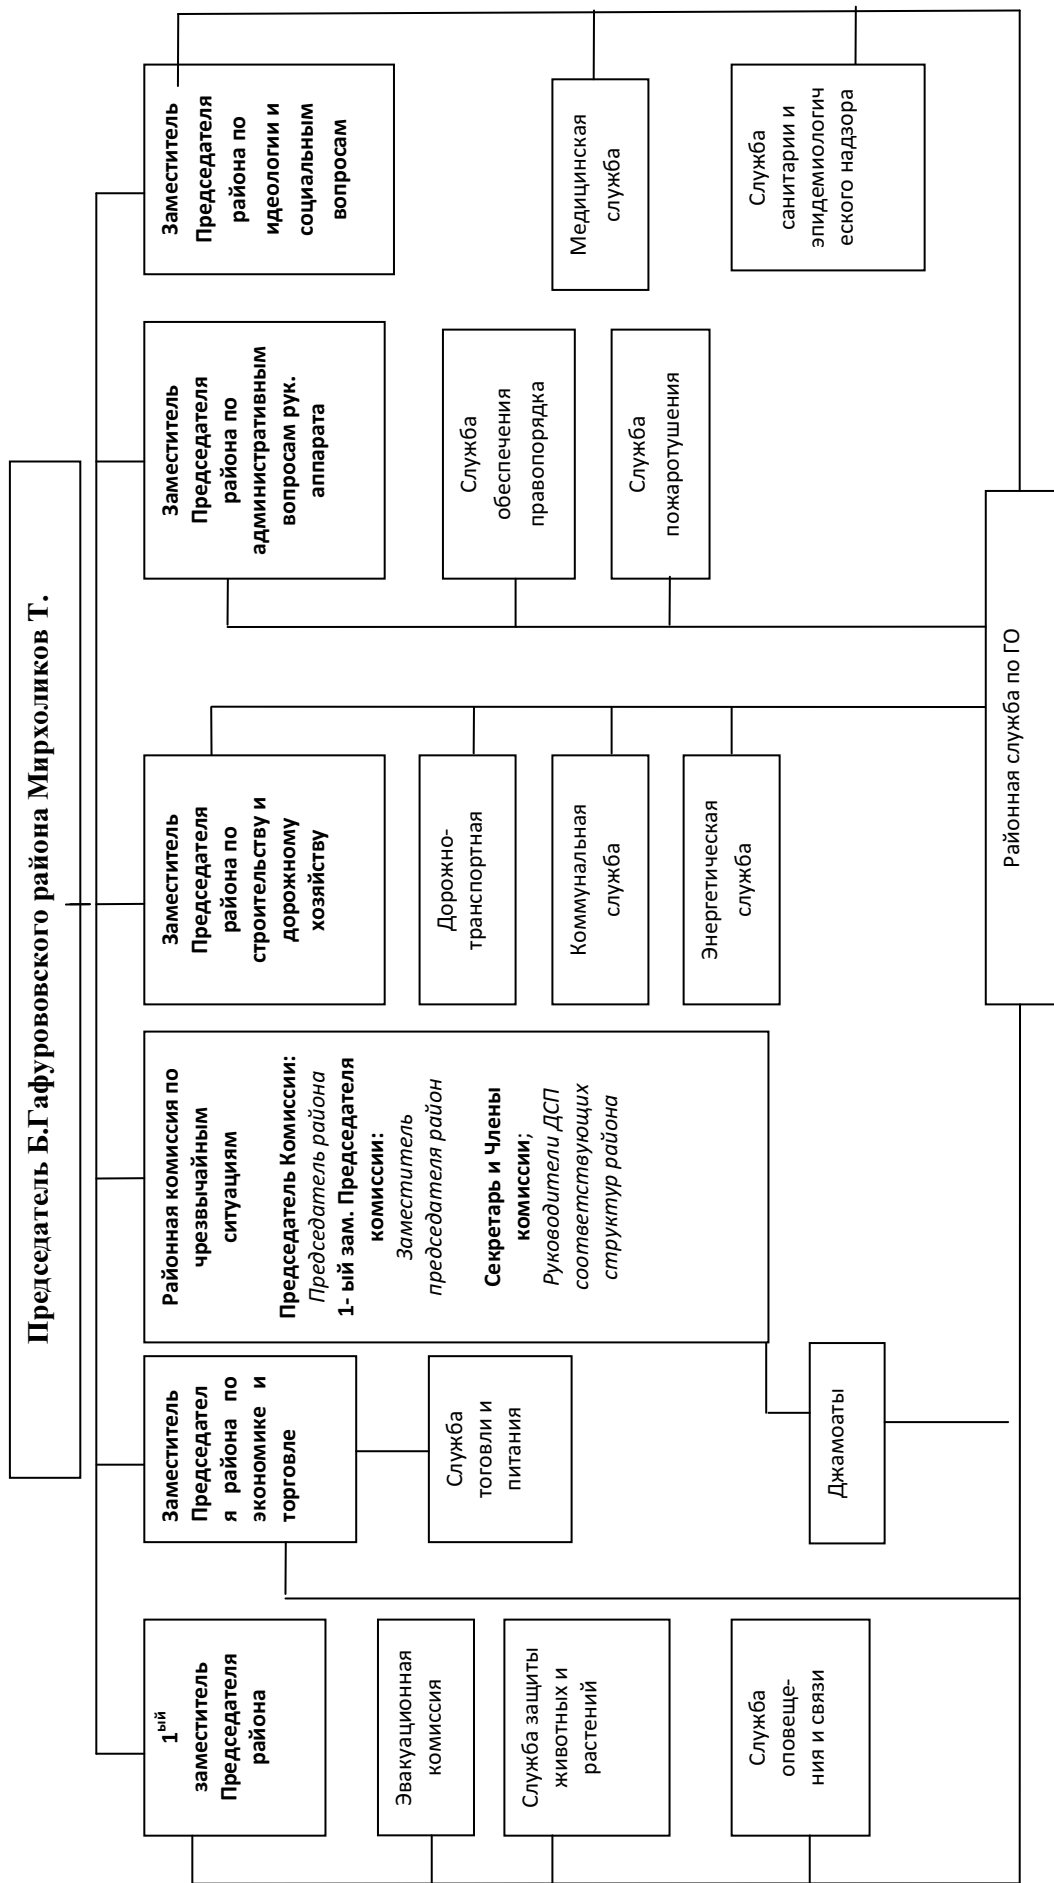 Председатель Б.Гафурововского района Мирхоликов Т.
1ый
заместитель
Председателя
района
Заместитель
Председател
я района по
экономике и
торговле
Районная комиссия по
чрезвычайным
ситуациям
Председатель Комиссии:
Председатель района
1- ый зам. Председателя
комиссии:
Заместитель
председателя район
Секретарь и Члены
комиссии;
Руководители ДСП
соответствующих
структур района
Заместитель
Председателя
района по
строительству и
дорожному
хозяйству
Заместитель
Председателя
района по
административным
вопросам рук.
аппарата
Заместитель
Председателя
района по
идеологии и
социальным
вопросам
Эвакуационная
комиссия
Служба защиты
животных и
растений
Служба
оповеще-
ния и связи
Служба
тоговли и
питания
Джамоаты
Дорожно-
транспортная
Коммунальная
служба
Энергетическая
служба
Служба
обеспечения
правопорядка
Служба
пожаротушения
Медицинская
служба
Служба
санитарии и
эпидемиологич
еского надзора
Районная служба по ГО